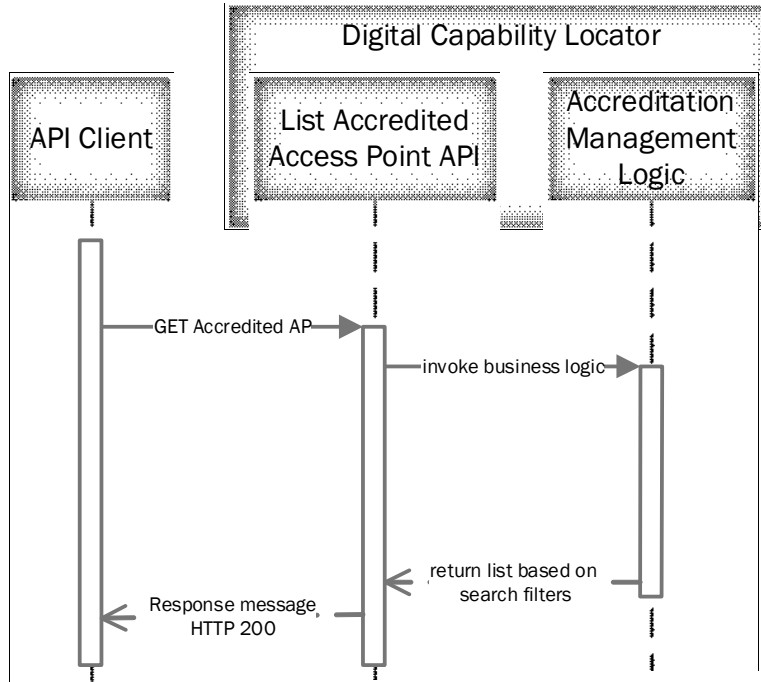 Digital Capability Locator
API Client
List Accredited
Access Point API
Accreditation
Management
Logic
GET Accredited AP
invoke business logic
return list based on
search filters
Response message
HTTP 200